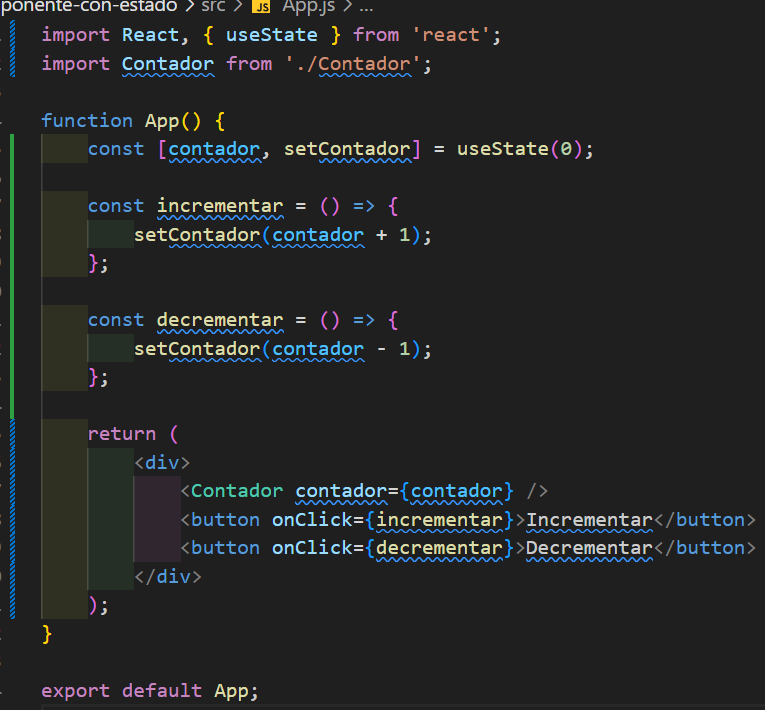 ponente-con-estado > src > JS App.js > ...
import React, { useState } from 'react';
import Contador from './Contador';
function App() {
    const [contador, setContador] = useState(0);
    const incrementar = () => {
        setContador(contador + 1);
    };
    const decrementar = () => {
        setContador(contador - 1);
    };
    return (
        <div>
            <Contador contador={contador} />
            <button onClick={incrementar}>Incrementar</button>
            <button onClick={decrementar}>Decrementar</button>
        </div>
    );
}
export default App;